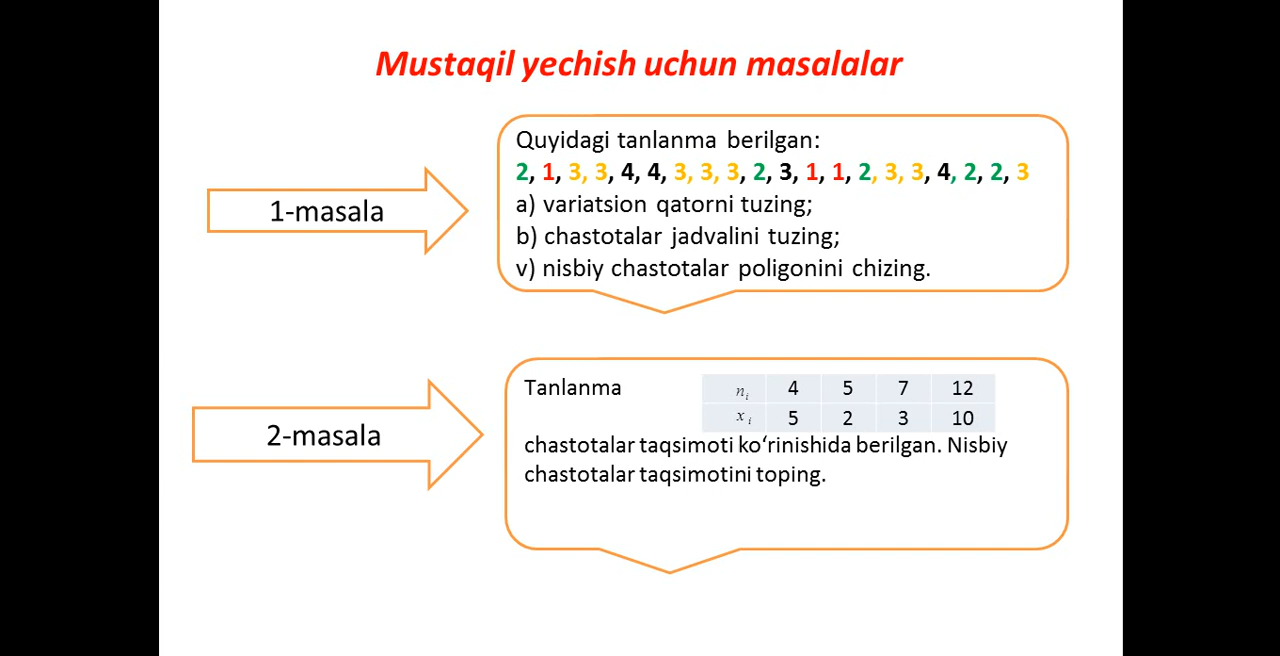 Mustaqil yechish uchun masalalar
1-masala
Quyidagi tanlanma berilgan:
2, 1, 3, 3, 4, 4, 3, 3, 3, 2, 3, 1, 1, 2, 3, 3, 4, 2, 2, 3
a) variatsion qatorni tuzing;
b) chastotalar jadvalini tuzing;
v) nisbiy chastotalar poligonini chizing.
2-masala
Tanlanma
nᵢ 4 5 7 12
xᵢ 5 2 3 10
chastotalar taqsimoti ko‘rinishida berilgan. Nisbiy
chastotalar taqsimotini toping.